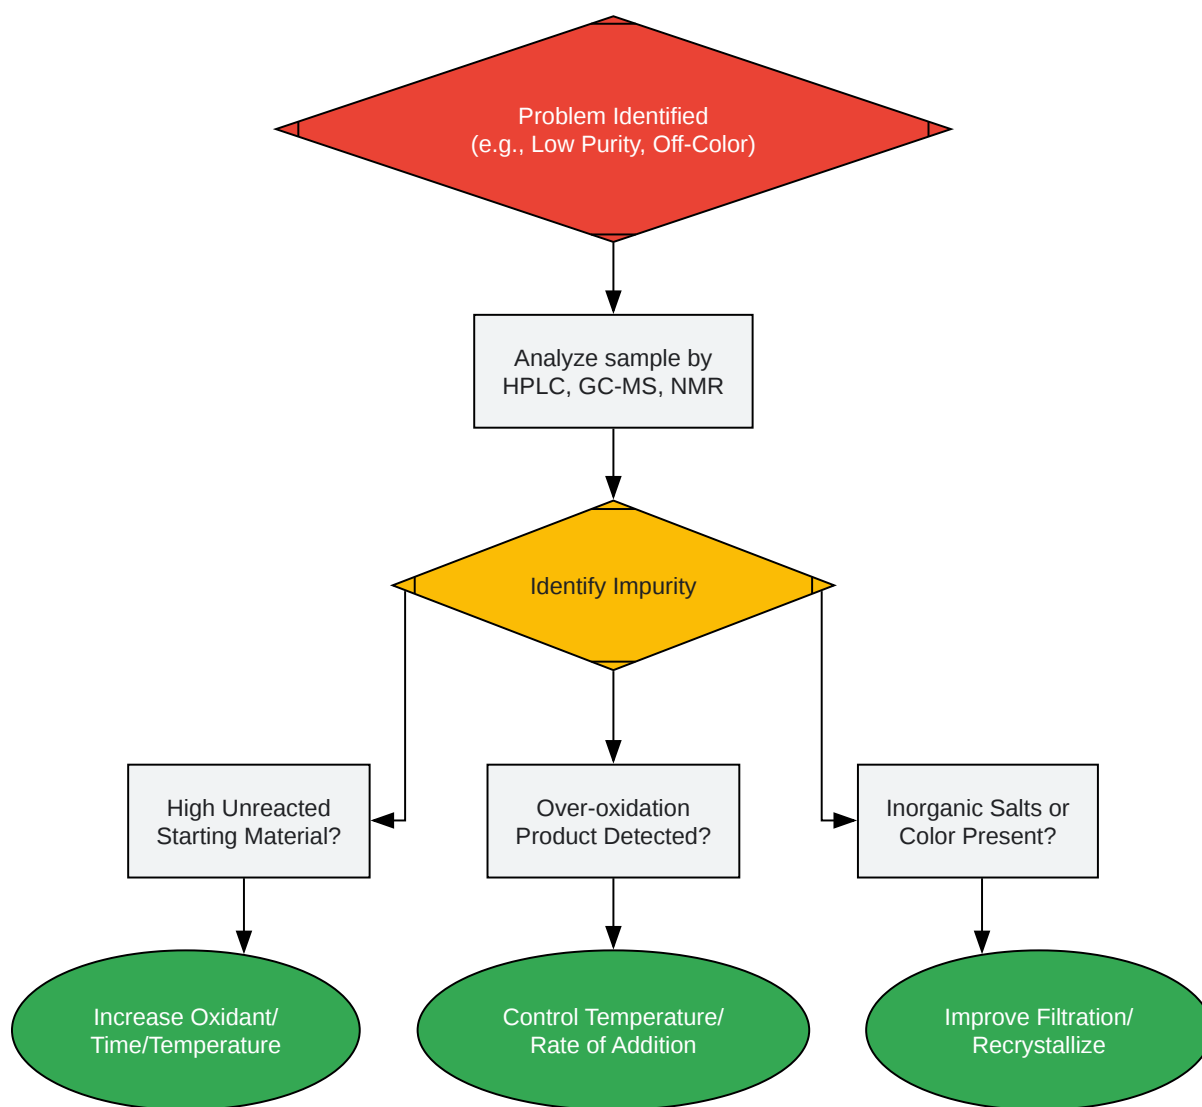 Problem Identified
(e.g., Low Purity, Off-Color)
Analyze sample by
HPLC, GC-MS, NMR
Identify Impurity
High Unreacted
Starting Material?
Over-oxidation
Product Detected?
Inorganic Salts or
Color Present?
Increase Oxidant/
Time/Temperature
Control Temperature/
Rate of Addition
Improve Filtration/
Recrystallize